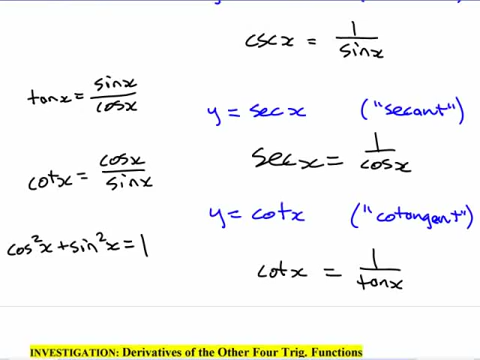 csc x = 1/sin x
tan x = sin x/cos x
y = sec x ("secant")
sec x = 1/cos x
cot x = cos x/sin x
y = cot x ("cotangent")
cos²x + sin²x = 1
cot x = 1/tan x
INVESTIGATION: Derivatives of the Other Four Trig. Functions